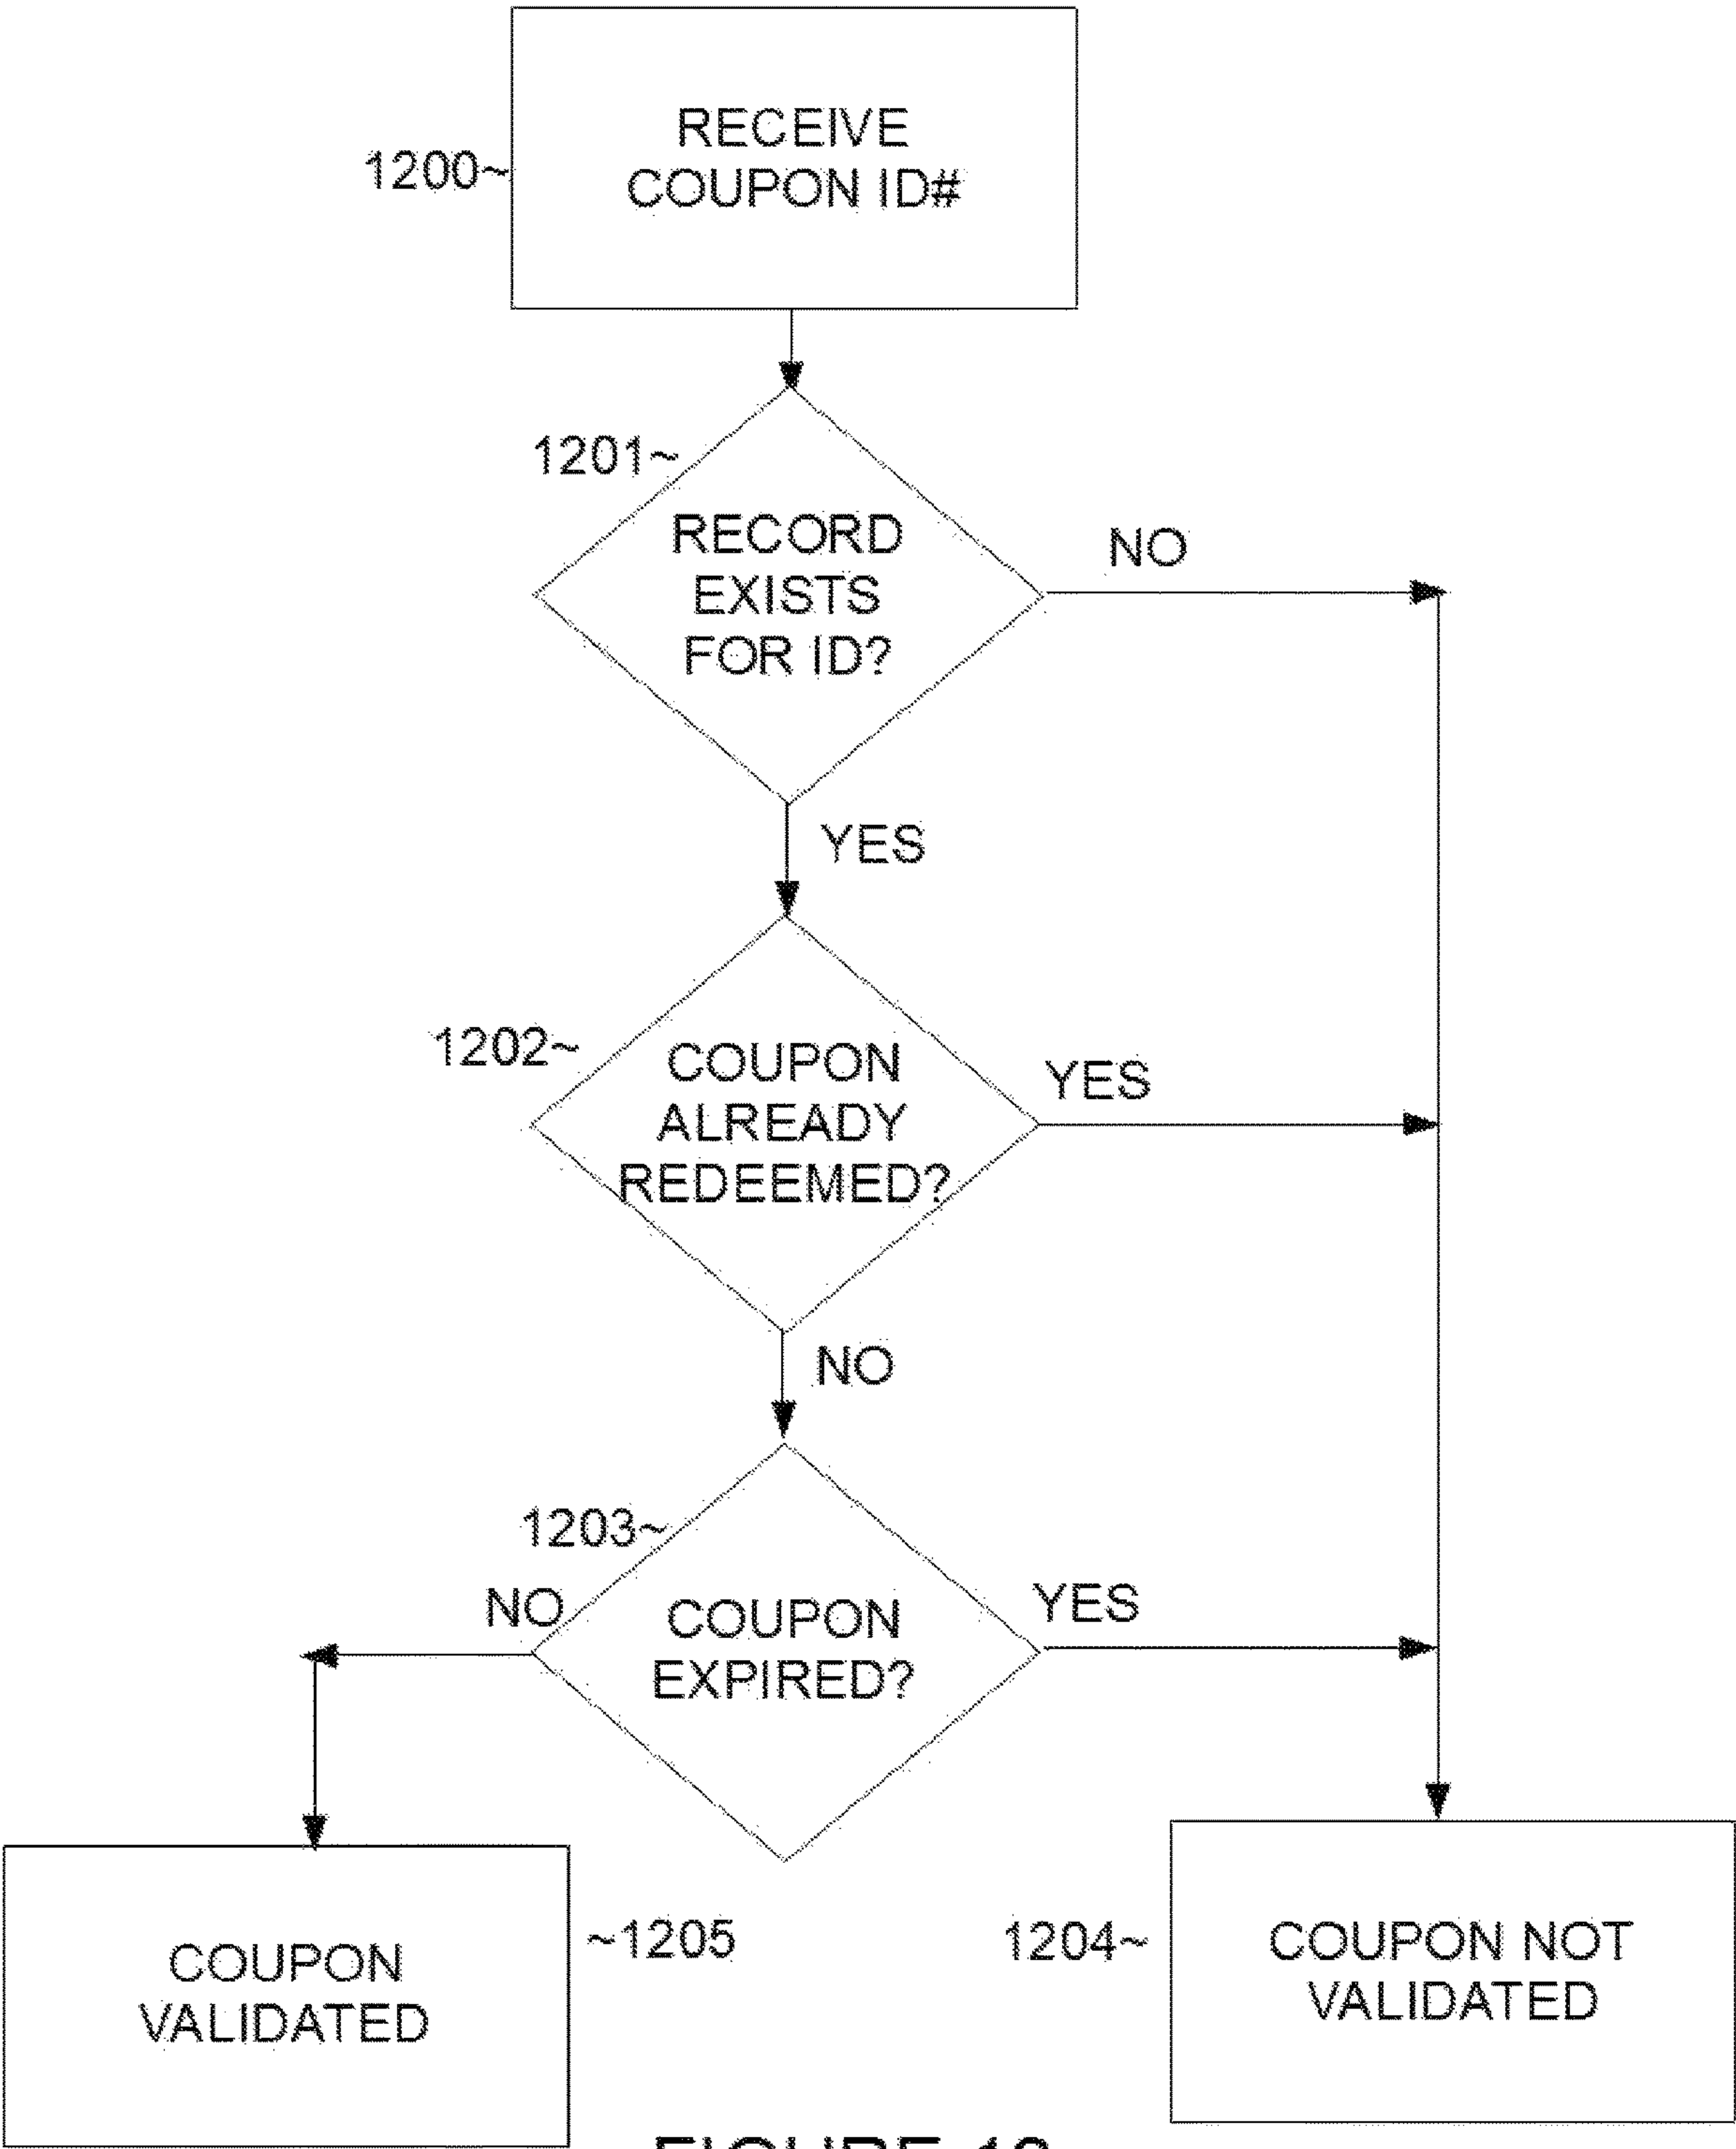 RECEIVE
COUPON ID#
1200~
1201~
RECORD
EXISTS
FOR ID?
NO
YES
1202~
COUPON
ALREADY
REDEEMED?
YES
NO
1203~
NO
COUPON
EXPIRED?
YES
COUPON
VALIDATED
~1205
1204~
COUPON NOT
VALIDATED
FIGURE